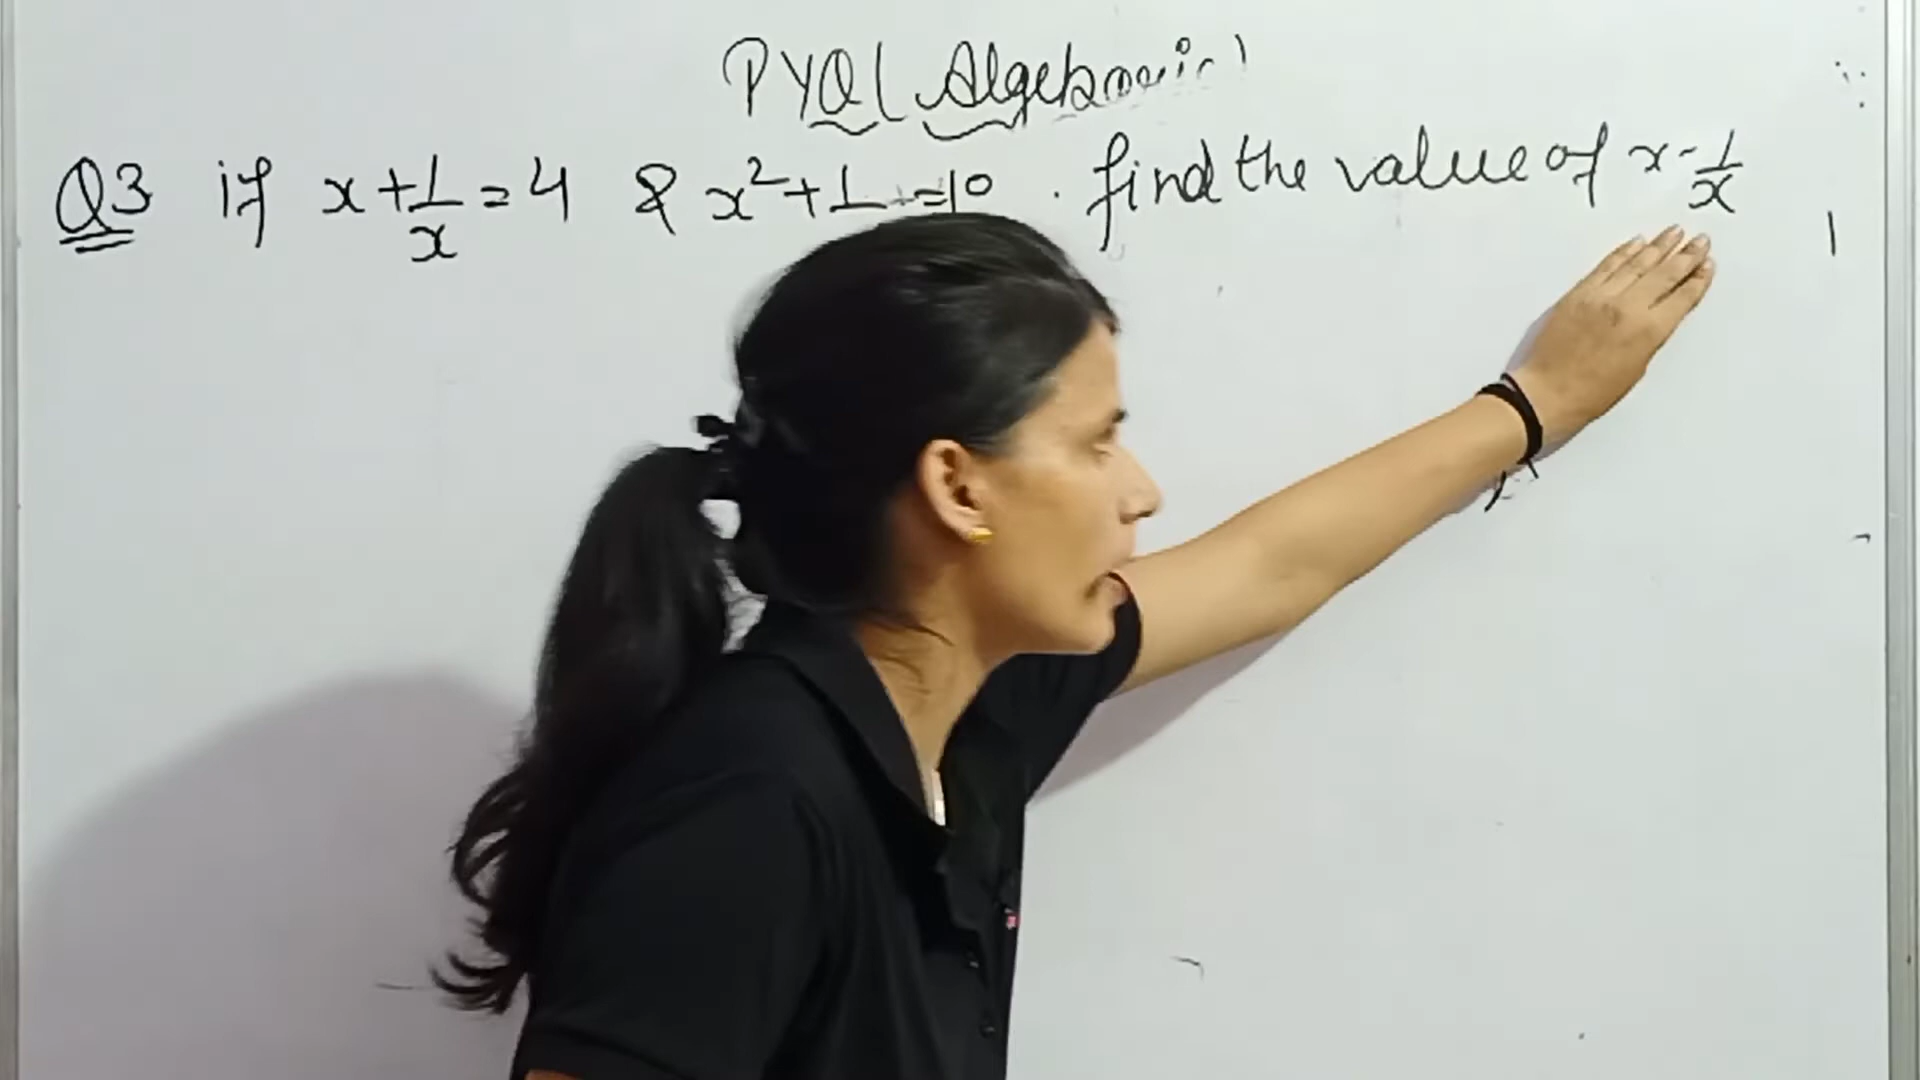 PYQ( Algebraic)
Q3 if x+1/x=4 & x²+1 =10 . find the value of x-1/x